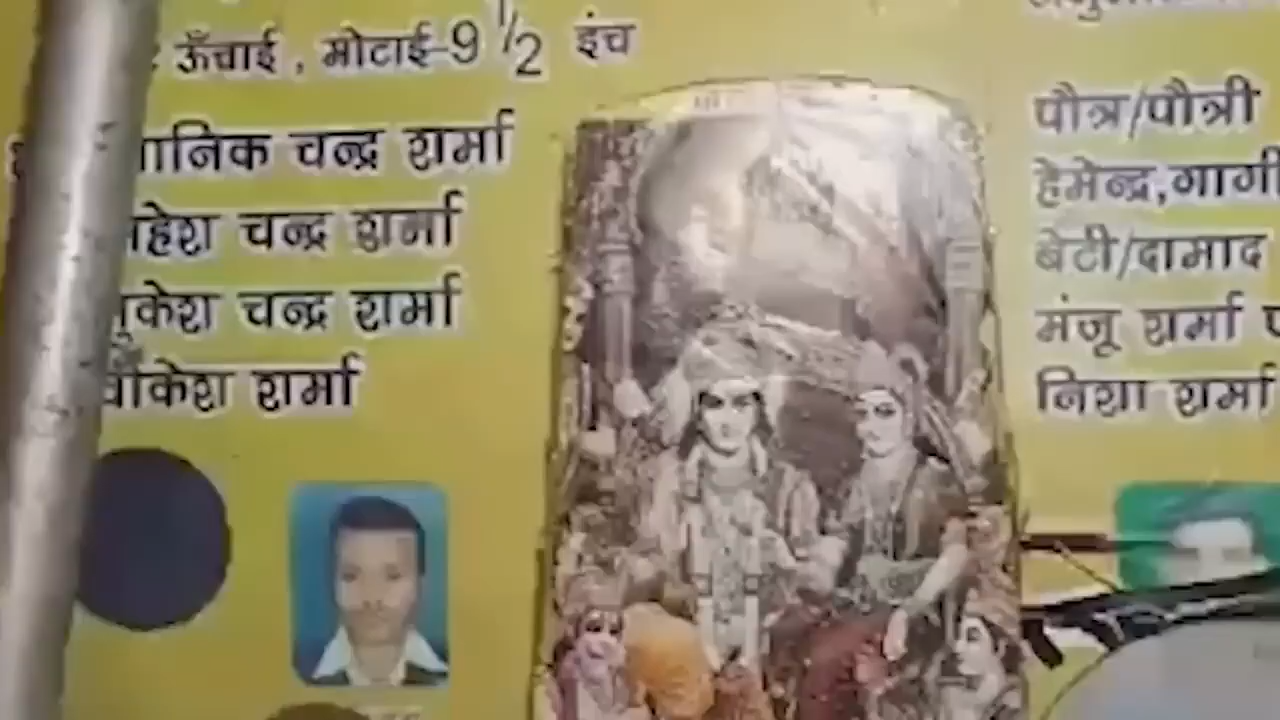 ऊँचाई , मोटाई-9 1/2 इंच
चन्द्र शर्मा
चन्द्र शर्मा
चन्द्र शर्मा
शर्मा
पौत्र/पौत्री
हेमेन्द्र,गार्गी
बेटी/दामाद
मंजू शर्मा
निशा शर्मा